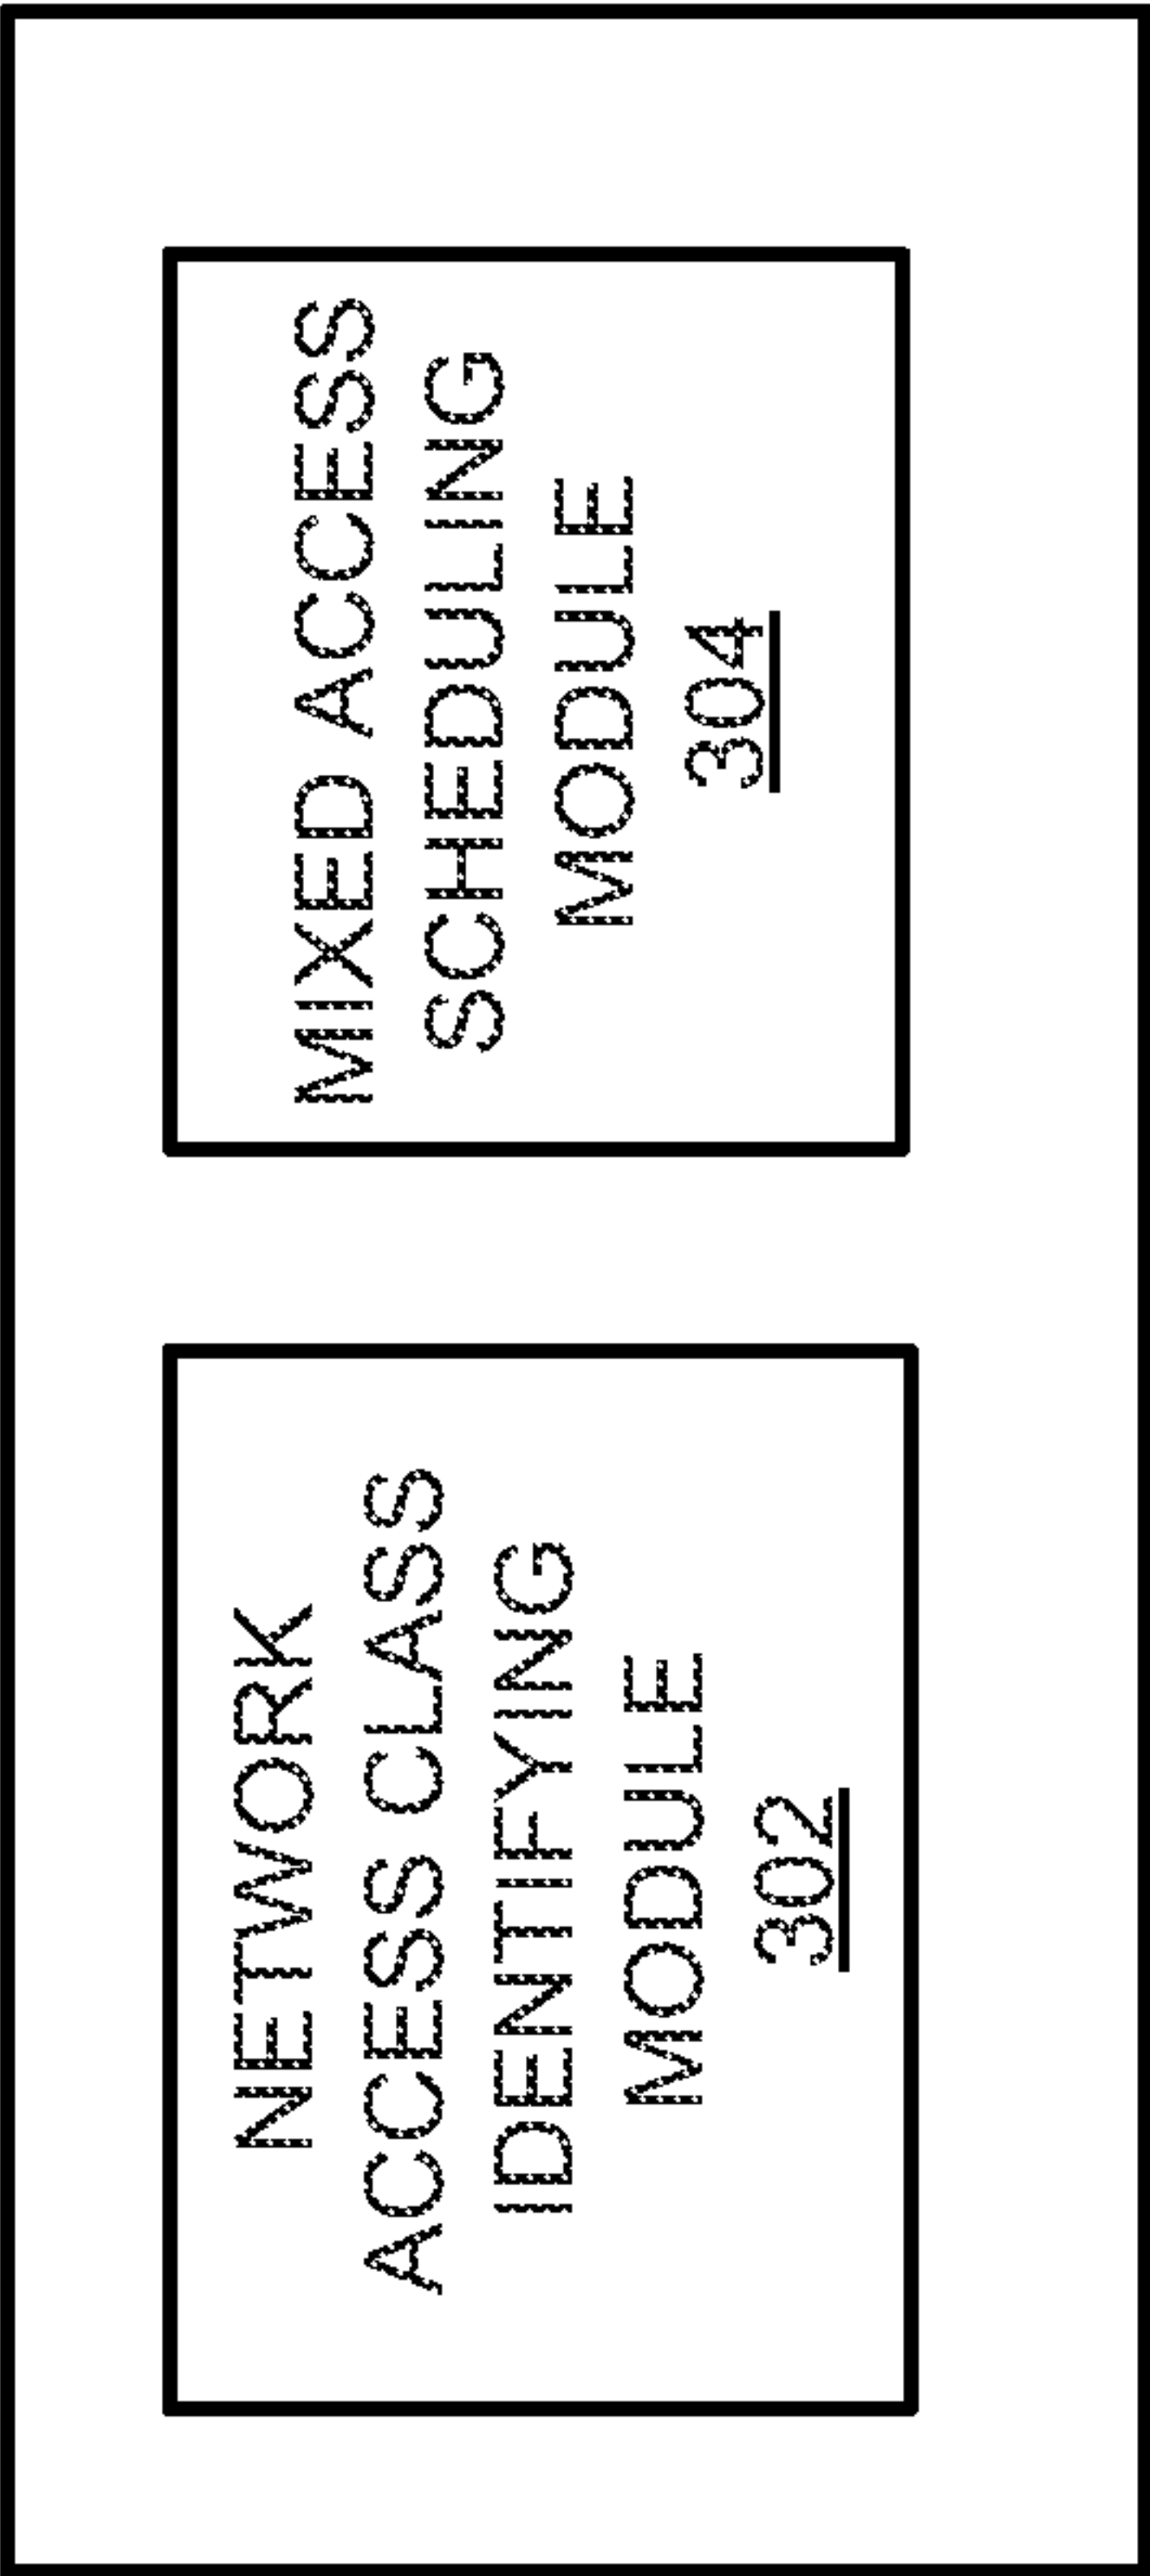 NETWORK
ACCESS CLASS
IDENTIFYING
MODULE
302
MIXED ACCESS
SCHEDULING
MODULE
304